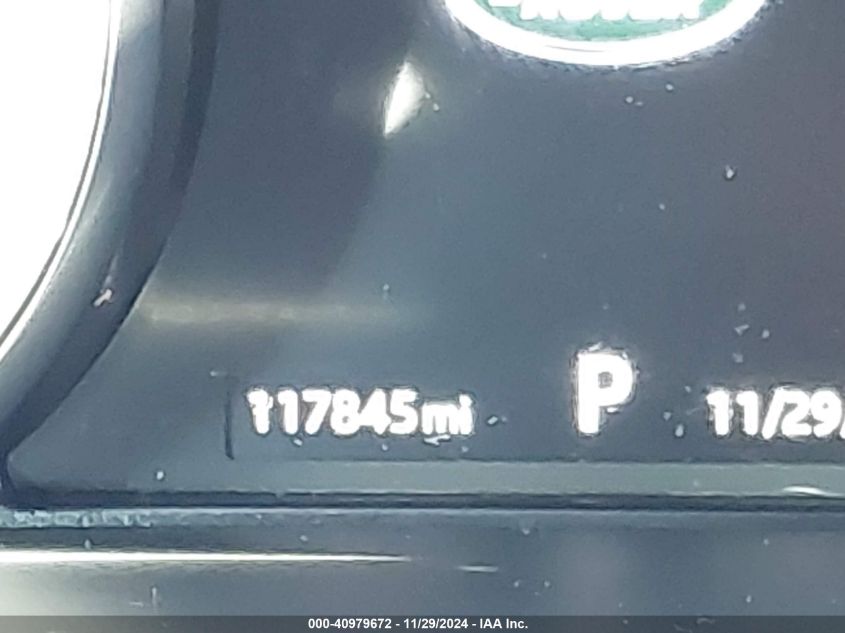 117845mi P 11/29
000-40979672 - 11/29/2024 - IAA Inc.